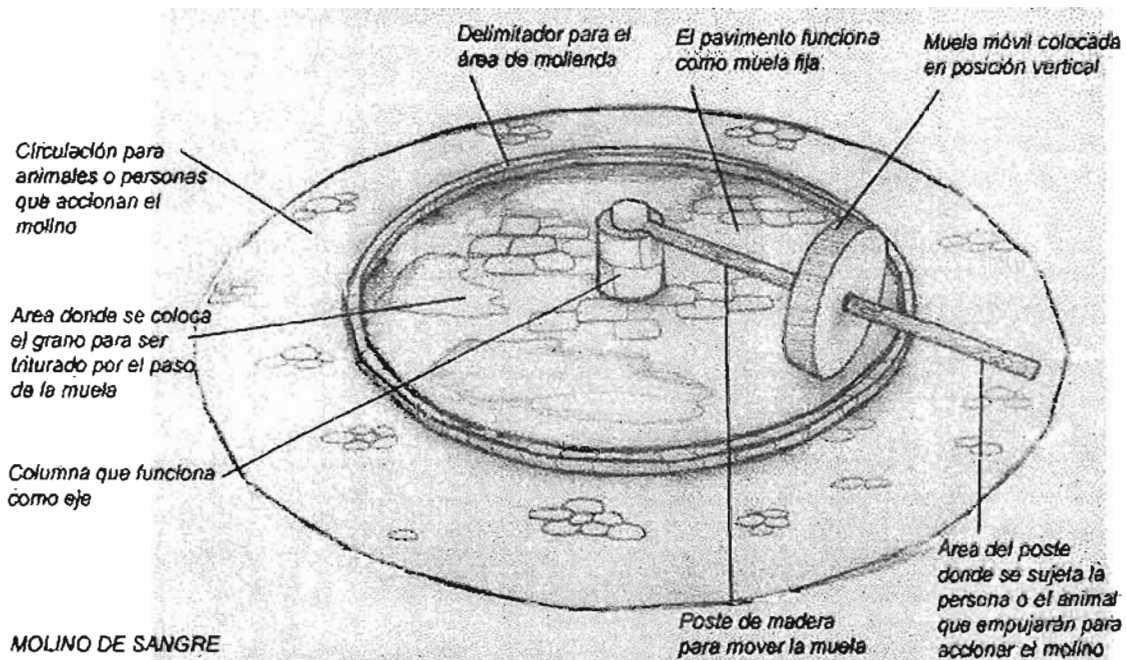 Delimitador para el
área de molienda
El pavimento funciona
como muela fija
Muela móvil colocada
en posición vertical
Circulación para
animales o personas
que accionan el
molino
Area donde se coloca
el grano para ser
triturado por el paso
de la muela
Columna que funciona
como eje
Poste de madera
para mover la muela
Area del poste
donde se sujeta la
persona o el animal
que empujarán para
accionar el molino
MOLINO DE SANGRE